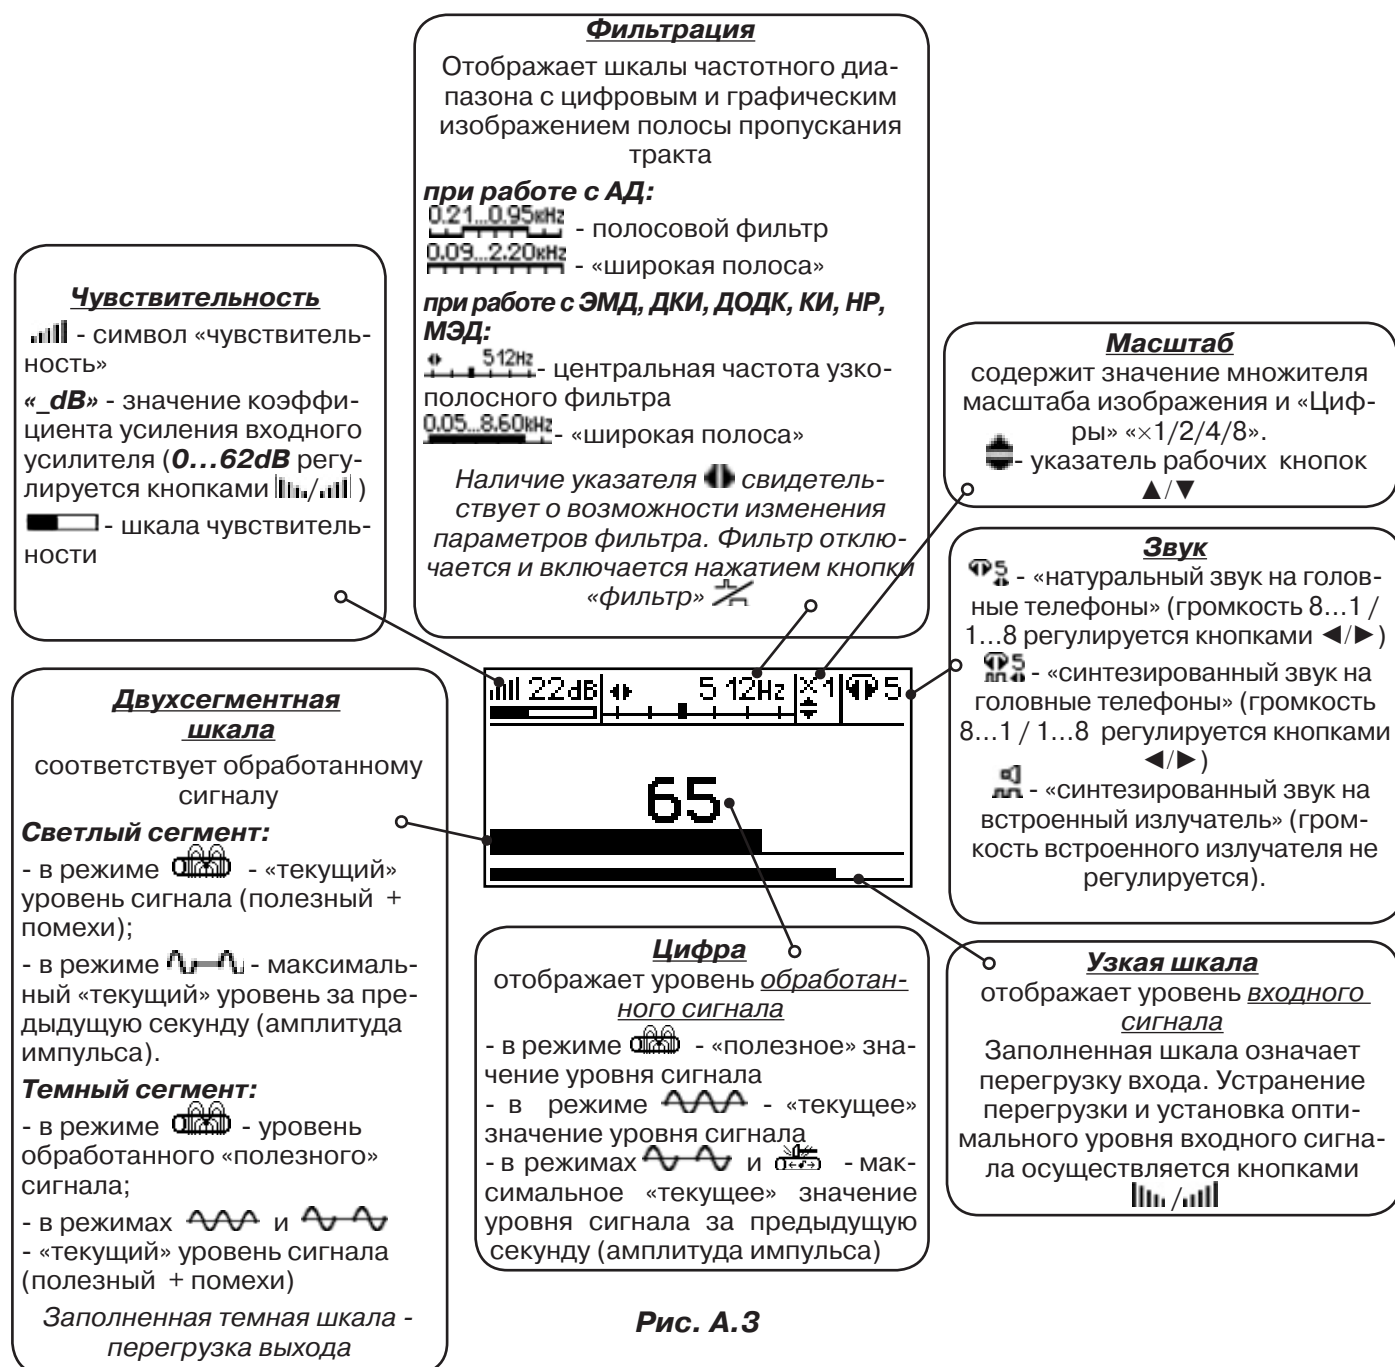 Фильтрация
Отображает шкалы частотного диа-
пазона с цифровым и графическим
изображением полосы пропускания
тракта
при работе с АД:
0.21...0.95кHz - полосовой фильтр
0.09...2.20кHz - «широкая полоса»
при работе с ЭМД, ДКИ, ДОДК, КИ, НР,
МЭД:
512Hz - центральная частота узко-
полосного фильтра
0.05...8.60кHz - «широкая полоса»
Наличие указателя ◀▶ свидетель-
ствует о возможности изменения
параметров фильтра. Фильтр отклю-
чается и включается нажатием кнопки
«фильтр»
Чувствительность
- символ «чувствитель-
ность»
«_dB» - значение коэффи-
циента усиления входного
усилителя (0...62dB регу-
лируется кнопками / )
- шкала чувствитель-
ности
Масштаб
содержит значение множителя
масштаба изображения и «Циф-
ры» «×1/2/4/8».
- указатель рабочих кнопок
▲/▼
Звук
5 - «натуральный звук на голов-
ные телефоны» (громкость 8...1 /
1...8 регулируется кнопками ◀/▶)
5 - «синтезированный звук на
головные телефоны» (громкость
8...1 / 1...8 регулируется кнопками
◀/▶)
- «синтезированный звук на
встроенный излучатель» (гром-
кость встроенного излучателя не
регулируется).
Двухсегментная
шкала
соответствует обработанному
сигналу
Светлый сегмент:
- в режиме - «текущий»
уровень сигнала (полезный +
помехи);
- в режиме - максималь-
ный «текущий» уровень за пре-
дыдущую секунду (амплитуда
импульса).
Темный сегмент:
- в режиме - уровень
обработанного «полезного»
сигнала;
- в режимах и
- «текущий» уровень сигнала
(полезный + помехи)
Заполненная темная шкала -
перегрузка выхода
22dB 512Hz ×1 5
65
Цифра
отображает уровень обработан-
ного сигнала
- в режиме - «полезное» зна-
чение уровня сигнала
- в режиме - «текущее»
значение уровня сигнала
- в режимах и - мак-
симальное «текущее» значение
уровня сигнала за предыдущую
секунду (амплитуда импульса)
Узкая шкала
отображает уровень входного
сигнала
Заполненная шкала означает
перегрузку входа. Устранение
перегрузки и установка опти-
мального уровня входного сигна-
ла осуществляется кнопками
/
Рис. А.3